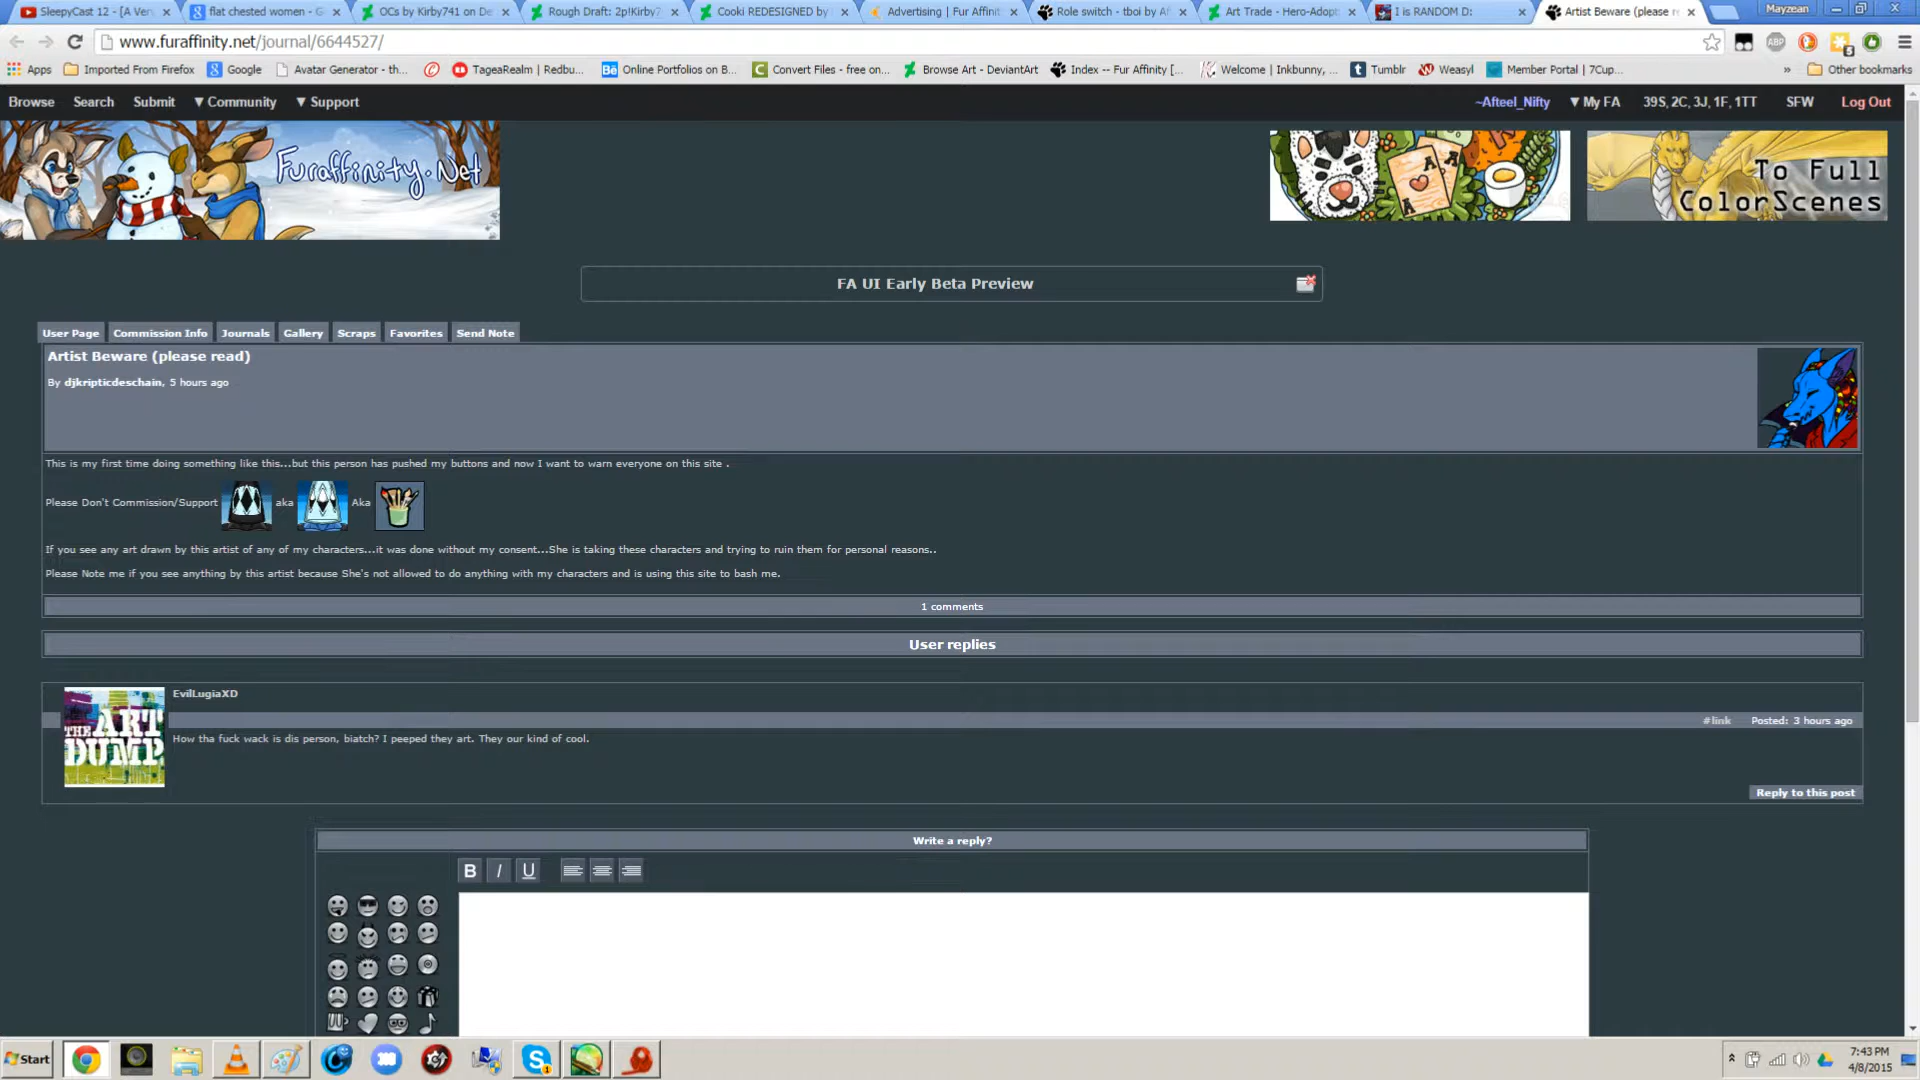 SleepyCast 12 - [A Ver
flat chested women - G
OCs by Kirby741 on De
Rough Draft: 2p!Kirby7
Cooki REDESIGNED by
Advertising | Fur Affinit
Role switch - tboi by Af
Art Trade - Hero-Adopt
I is RANDOM D:
Artist Beware (please re
Mayzean
www.furaffinity.net/journal/6644527/
ABP
5
Apps
Imported From Firefox
Google
Avatar Generator - th...
TageaRealm | Redbu...
Bē Online Portfolios on B...
Convert Files - free on...
Browse Art - DeviantArt
Index -- Fur Affinity [...
Welcome | Inkbunny, ...
Tumblr
Weasyl
Member Portal | 7Cup...
» Other bookmarks
Browse Search Submit ▼ Community ▼ Support
~Afteel_Nifty ▼ My FA 39S, 2C, 3J, 1F, 1TT SFW Log Out
Furaffinity.Net
A A
A
To Full
ColorScenes
FA UI Early Beta Preview
User Page Commission Info Journals Gallery Scraps Favorites Send Note
Artist Beware (please read)
By djkripticdeschain, 5 hours ago
This is my first time doing something like this...but this person has pushed my buttons and now I want to warn everyone on this site .
Please Don't Commission/Support aka Aka
If you see any art drawn by this artist of any of my characters...it was done without my consent...She is taking these characters and trying to ruin them for personal reasons..
Please Note me if you see anything by this artist because She's not allowed to do anything with my characters and is using this site to bash me.
1 comments
User replies
EvilLugiaXD
THE ART
DUMP
#link Posted: 3 hours ago
How tha fuck wack is dis person, biatch? I peeped they art. They our kind of cool.
Reply to this post
Write a reply?
B I U
Start
7:43 PM
4/8/2015